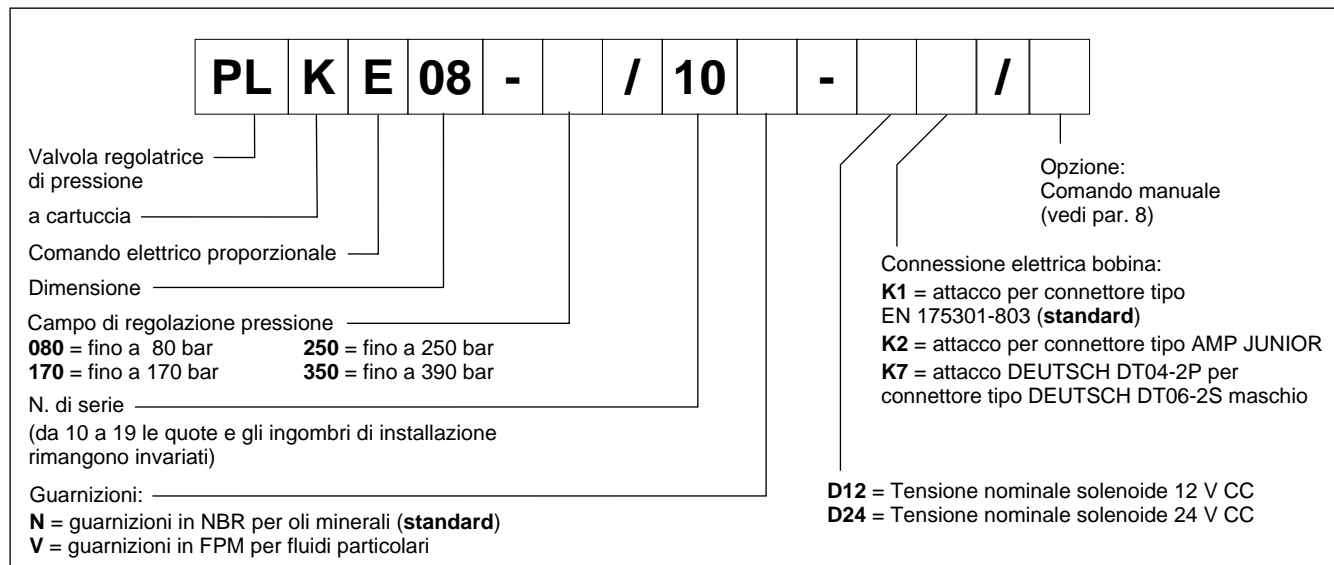 PL K E 08 - / 10 - /
Valvola regolatrice
di pressione
a cartuccia
Comando elettrico proporzionale
Dimensione
Campo di regolazione pressione
080 = fino a 80 bar 250 = fino a 250 bar
170 = fino a 170 bar 350 = fino a 390 bar
N. di serie
(da 10 a 19 le quote e gli ingombri di installazione
rimangono invariati)
Guarnizioni:
N = guarnizioni in NBR per oli minerali (standard)
V = guarnizioni in FPM per fluidi particolari
Opzione:
Comando manuale
(vedi par. 8)
Connessione elettrica bobina:
K1 = attacco per connettore tipo
EN 175301-803 (standard)
K2 = attacco per connettore tipo AMP JUNIOR
K7 = attacco DEUTSCH DT04-2P per
connettore tipo DEUTSCH DT06-2S maschio
D12 = Tensione nominale solenoide 12 V CC
D24 = Tensione nominale solenoide 24 V CC